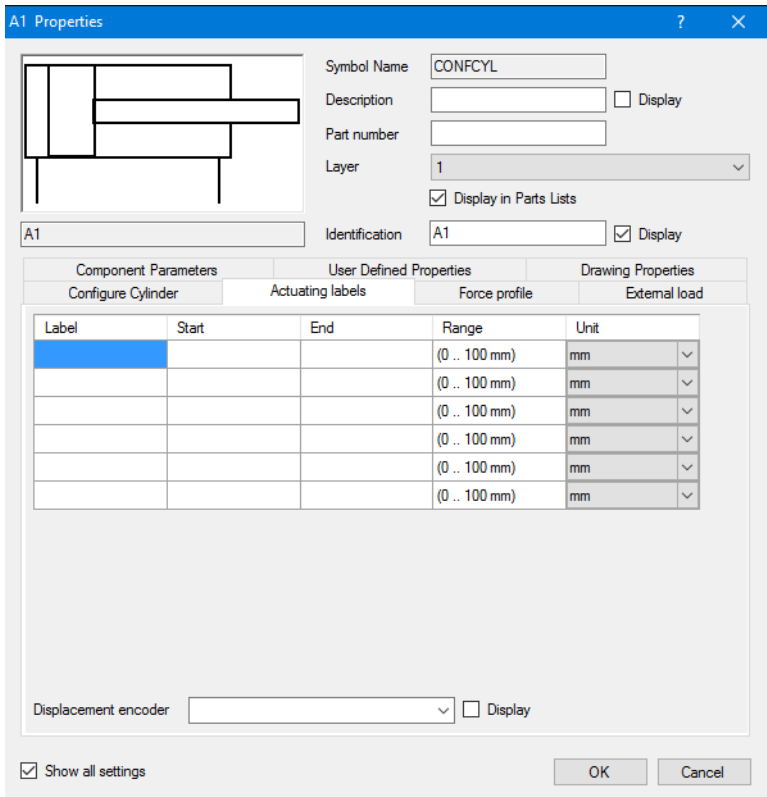 A1 Properties ?
Symbol Name CONFCYL
Description Display
Part number
Layer 1
Display in Parts Lists
A1 Identification A1 Display
Component Parameters User Defined Properties Drawing Properties
Configure Cylinder Actuating labels Force profile External load
Label Start End Range Unit
(0 .. 100 mm) mm
(0 .. 100 mm) mm
(0 .. 100 mm) mm
(0 .. 100 mm) mm
(0 .. 100 mm) mm
(0 .. 100 mm) mm
Displacement encoder Display
Show all settings OK Cancel